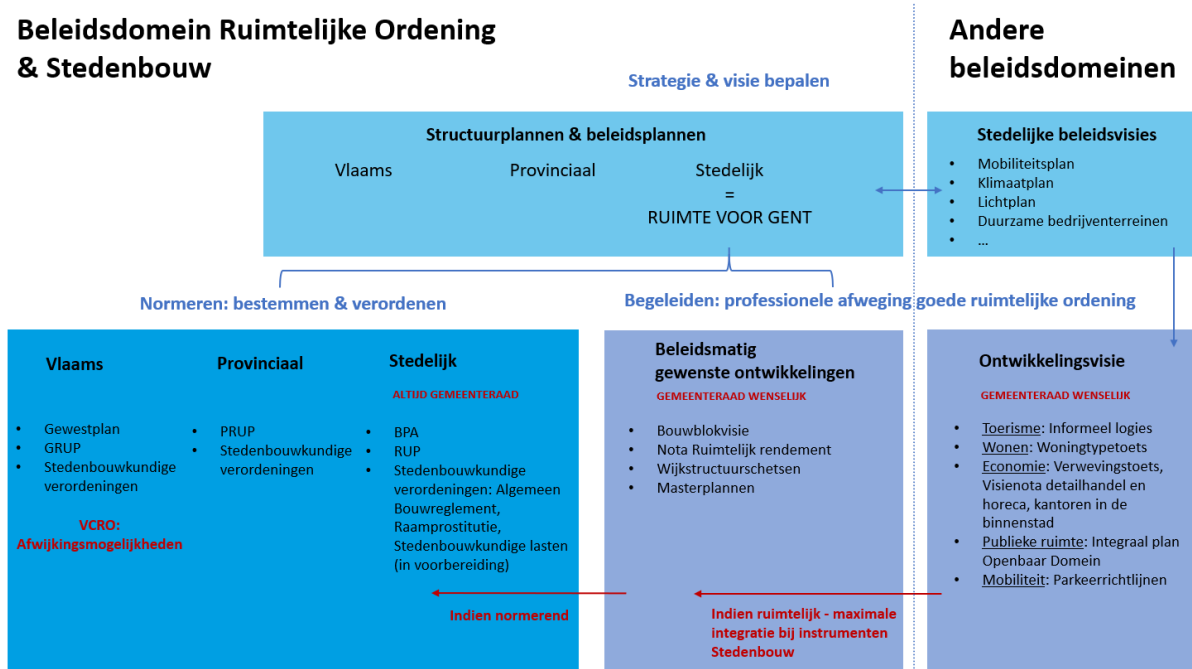 Beleidsdomein Ruimtelijke Ordening
& Stedenbouw
Andere
beleidsdomeinen
Strategie & visie bepalen
Structuurplannen & beleidsplannen
Vlaams
Provinciaal
Stedelijk
=
RUIMTE VOOR GENT
Stedelijke beleidsvisies
• Mobiliteitsplan
• Klimaatplan
• Lichtplan
• Duurzame bedrijventerreinen
• ...
Normeren: bestemmen & verordenen
Begeleiden: professionele afweging goede ruimtelijke ordening
Vlaams
• Gewestplan
• GRUP
• Stedenbouwkundige
verordeningen
VCRO:
Afwijkingsmogelijkheden
Provinciaal
• PRUP
• Stedenbouwkundige
verordeningen
Stedelijk
ALTIJD GEMEENTERAAD
• BPA
• RUP
• Stedenbouwkundige
verordeningen: Algemeen
Bouwreglement,
Raamprostitutie,
Stedenbouwkundige lasten
(in voorbereiding)
Indien normerend
Beleidsmatig
gewenste ontwikkelingen
GEMEENTERAAD WENSELIJK
• Bouwblokvisie
• Nota Ruimtelijk rendement
• Wijkstructuurschetsen
• Masterplannen
Indien ruimtelijk - maximale
integratie bij instrumenten
Stedenbouw
Ontwikkelingsvisie
GEMEENTERAAD WENSELIJK
• Toerisme: Informeel logies
• Wonen: Woningtypetoets
• Economie: Verwevingstoets,
Visienota detailhandel en
horeca, kantoren in de
binnenstad
• Publieke ruimte: Integraal plan
Openbaar Domein
• Mobiliteit: Parkeerrichtlijnen